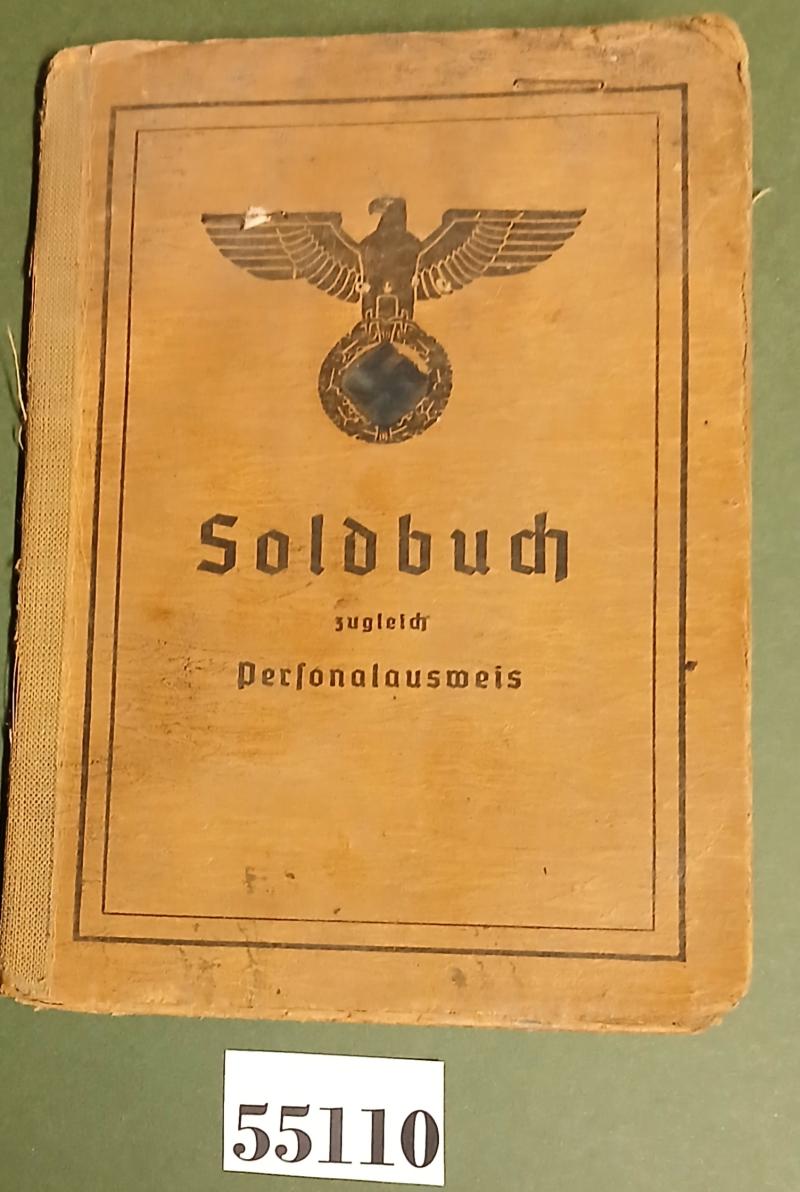 Soldbuch
zugleich
Perſonalausweis
55110